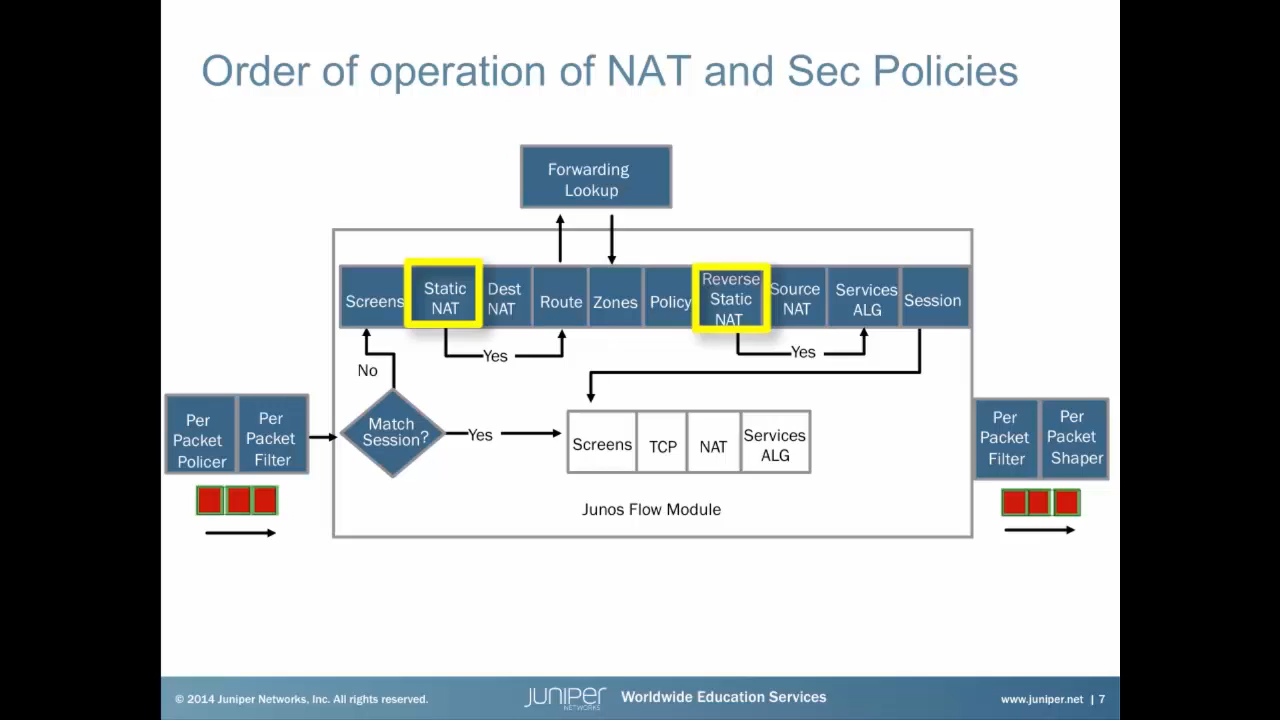 Order of operation of NAT and Sec Policies
Forwarding
Lookup
Screens
Static
NAT
Dest
NAT
Route
Zones
Policy
Reverse
Static
NAT
Source
NAT
Services
ALG
Session
Yes
Yes
No
Per
Packet
Policer
Per
Packet
Filter
Match
Session?
Yes
Screens
TCP
NAT
Services
ALG
Per
Packet
Filter
Per
Packet
Shaper
Junos Flow Module
© 2014 Juniper Networks, Inc. All rights reserved.
JUNIPER
NETWORKS
Worldwide Education Services
www.juniper.net | 7